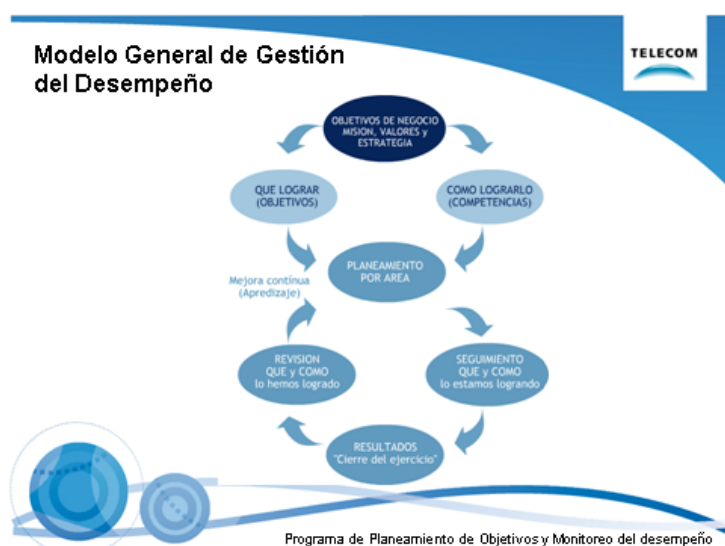 Modelo General de Gestión
del Desempeño
TELECOM
OBJETIVOS DE NEGOCIO
MISION, VALORES y
ESTRATEGIA
QUE LOGRAR
(OBJETIVOS)
COMO LOGRARLO
(COMPETENCIAS)
PLANEAMIENTO
POR AREA
Mejora contínua
(Apredizaje)
REVISION
QUE y COMO
lo hemos logrado
SEGUIMIENTO
QUE y COMO
lo estamos logrando
RESULTADOS
"Cierre del ejercicio"
Programa de Planeamiento de Objetivos y Monitoreo del desempeño